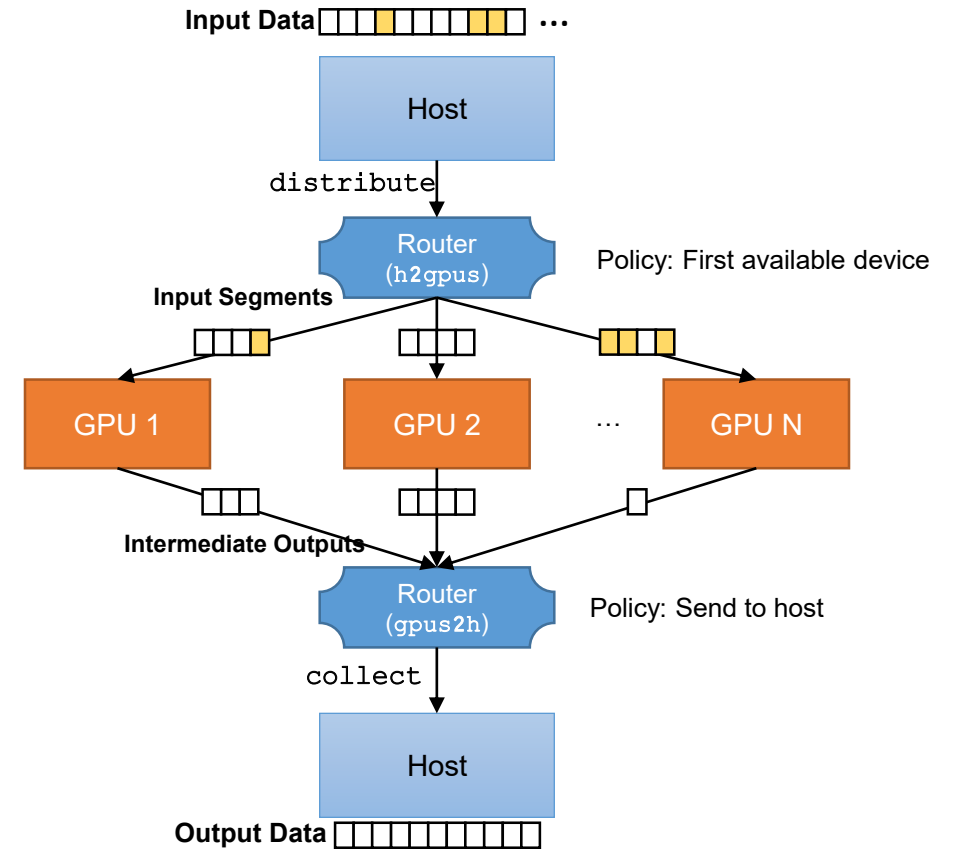 Input Data ...
Host
distribute
Router
(h2gpus)
Policy: First available device
Input Segments
GPU 1
GPU 2
...
GPU N
Intermediate Outputs
Router
(gpus2h)
Policy: Send to host
collect
Host
Output Data